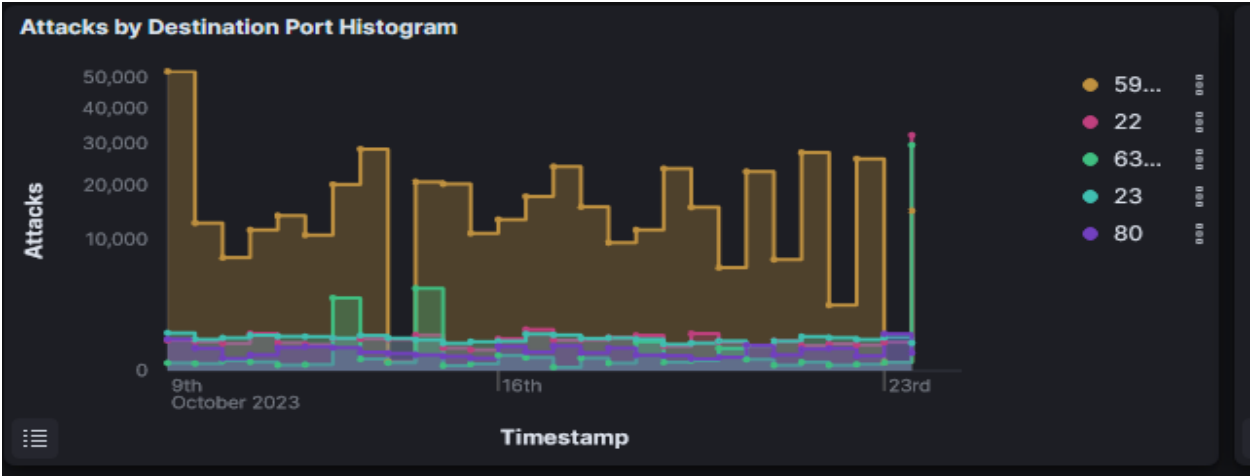 Attacks by Destination Port Histogram
50,000
40,000
30,000
20,000
10,000
0
Attacks
9th
October 2023
16th
23rd
Timestamp
59...
22
63...
23
80